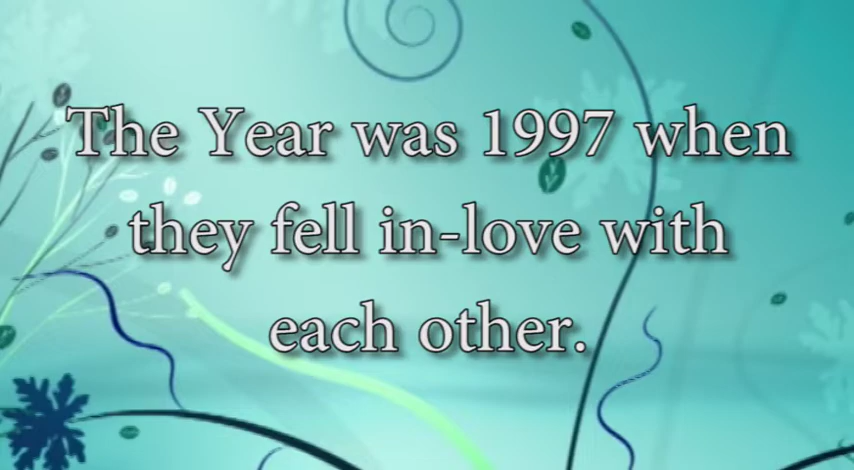 The Year was 1997 when
they fell in-love with
each other.